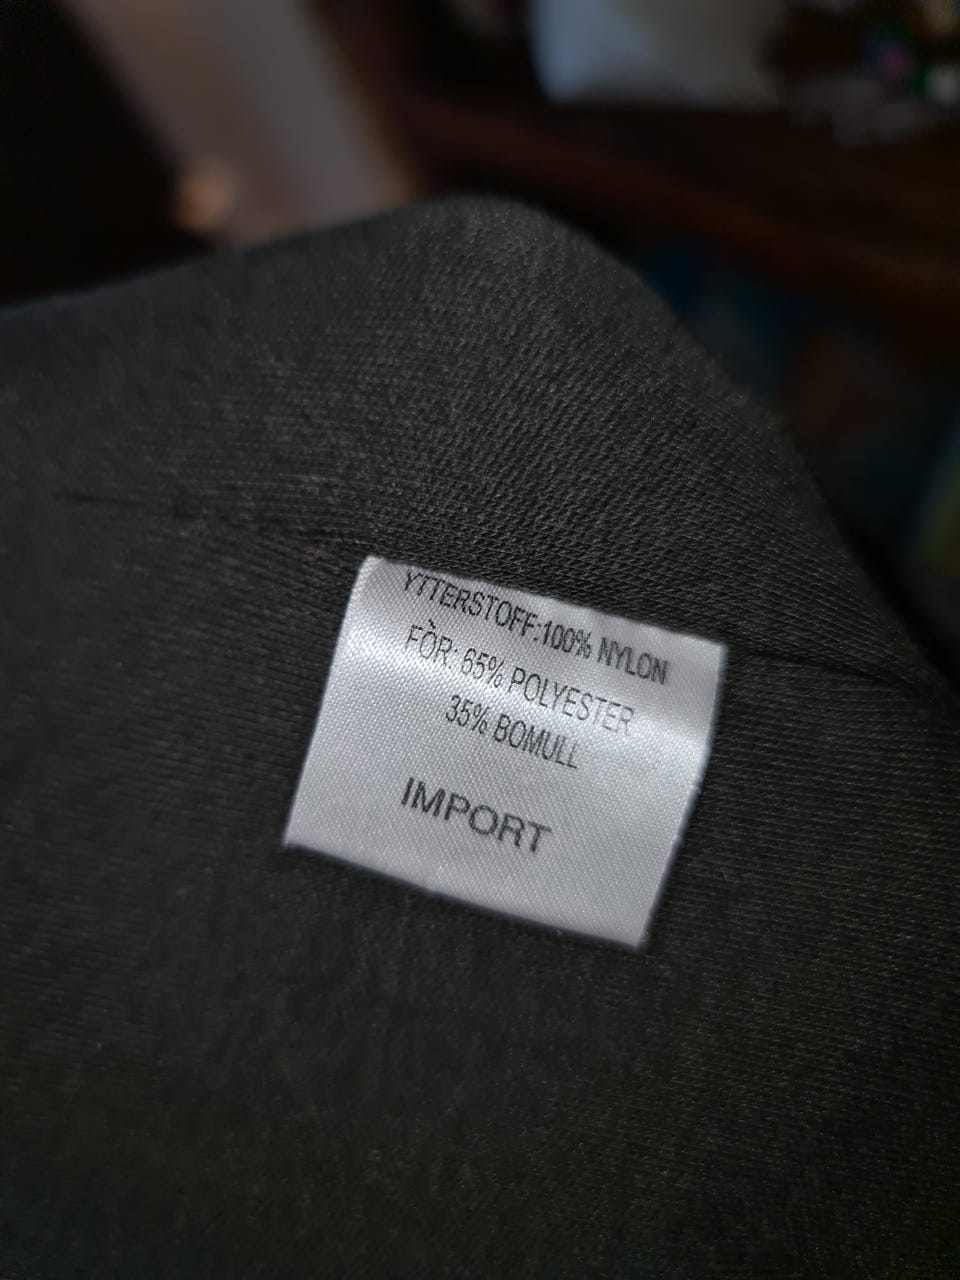 YTTERSTOFF:100% NYLON
FÒR: 65% POLYESTER
35% BOMULL
IMPORT